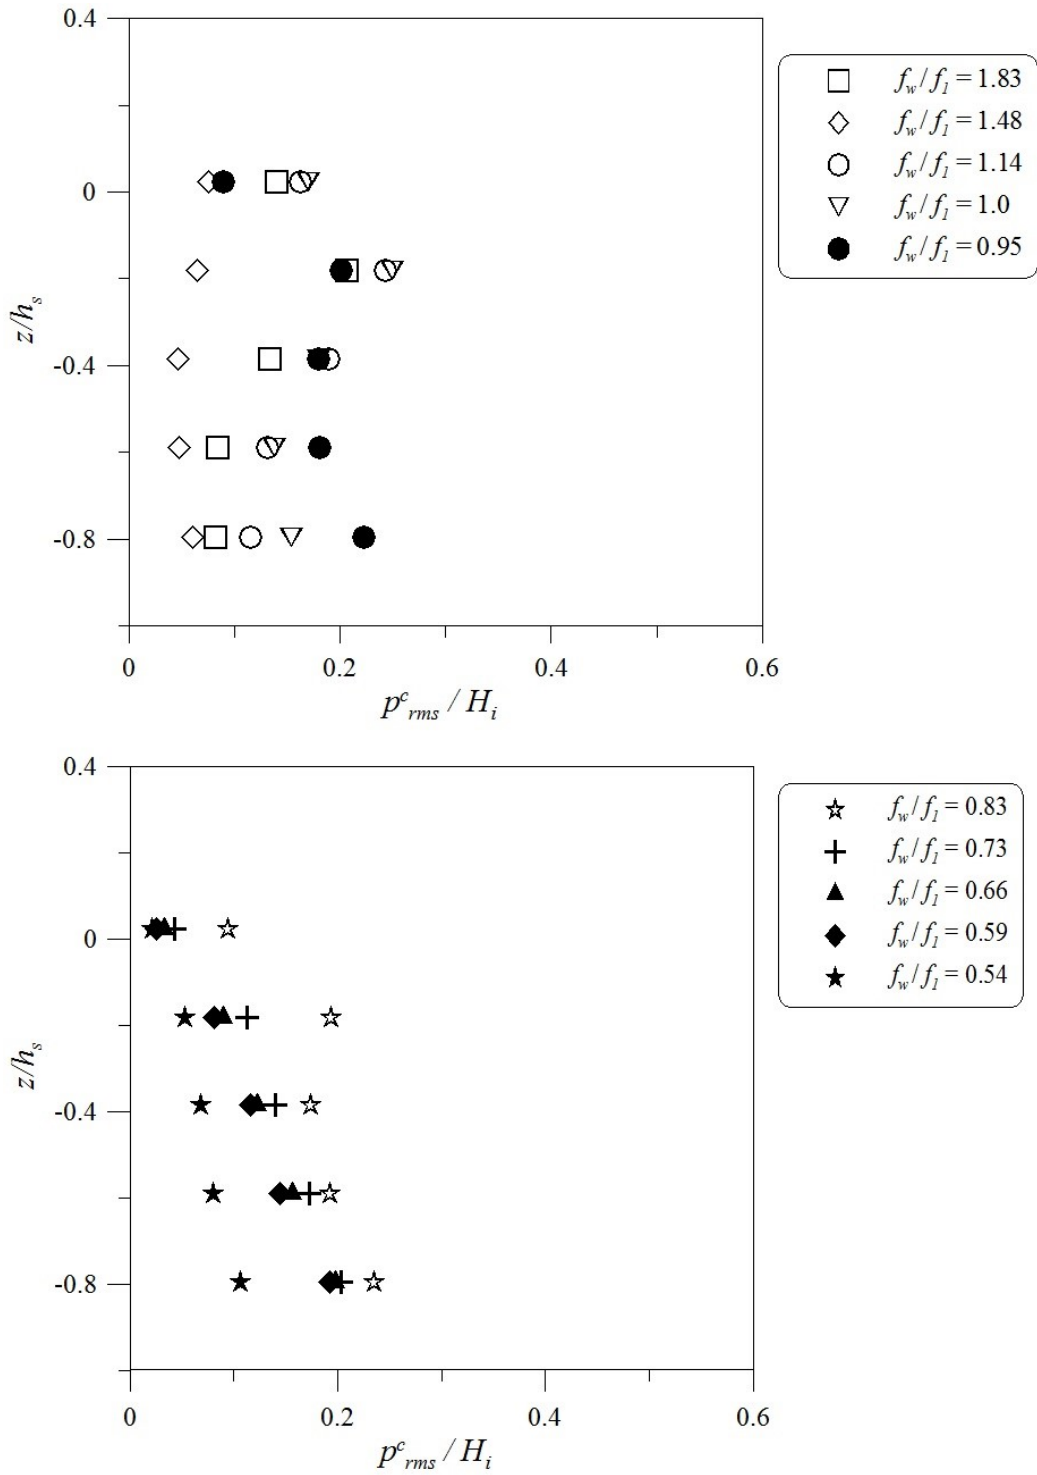 0.4
0
-0.4
-0.8
z/hs
0 0.2 0.4 0.6
pcrms / Hi
fw / f1 = 1.83
fw / f1 = 1.48
fw / f1 = 1.14
fw / f1 = 1.0
fw / f1 = 0.95
0.4
0
-0.4
-0.8
z/hs
0 0.2 0.4 0.6
pcrms / Hi
fw / f1 = 0.83
fw / f1 = 0.73
fw / f1 = 0.66
fw / f1 = 0.59
fw / f1 = 0.54